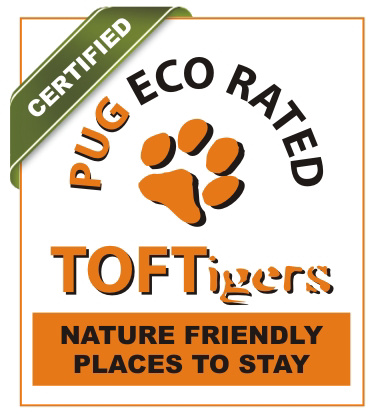 CERTIFIED
PUG ECO RATED
TOFTigers
NATURE FRIENDLY
PLACES TO STAY